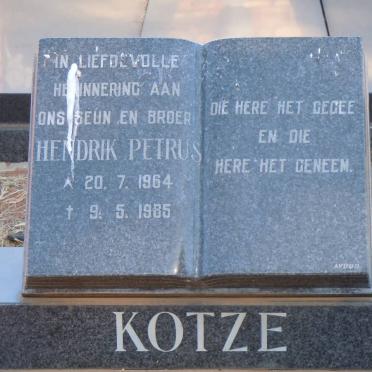 IN LIEFDEVOLLE
HERINNERING AAN
ONS SEUN EN BROER
HENDRIK PETRUS
* 20. 7. 1964
† 9. 5. 1985
DIE HERE HET GEGEE
EN DIE
HERE HET GENEEM.
KOTZE